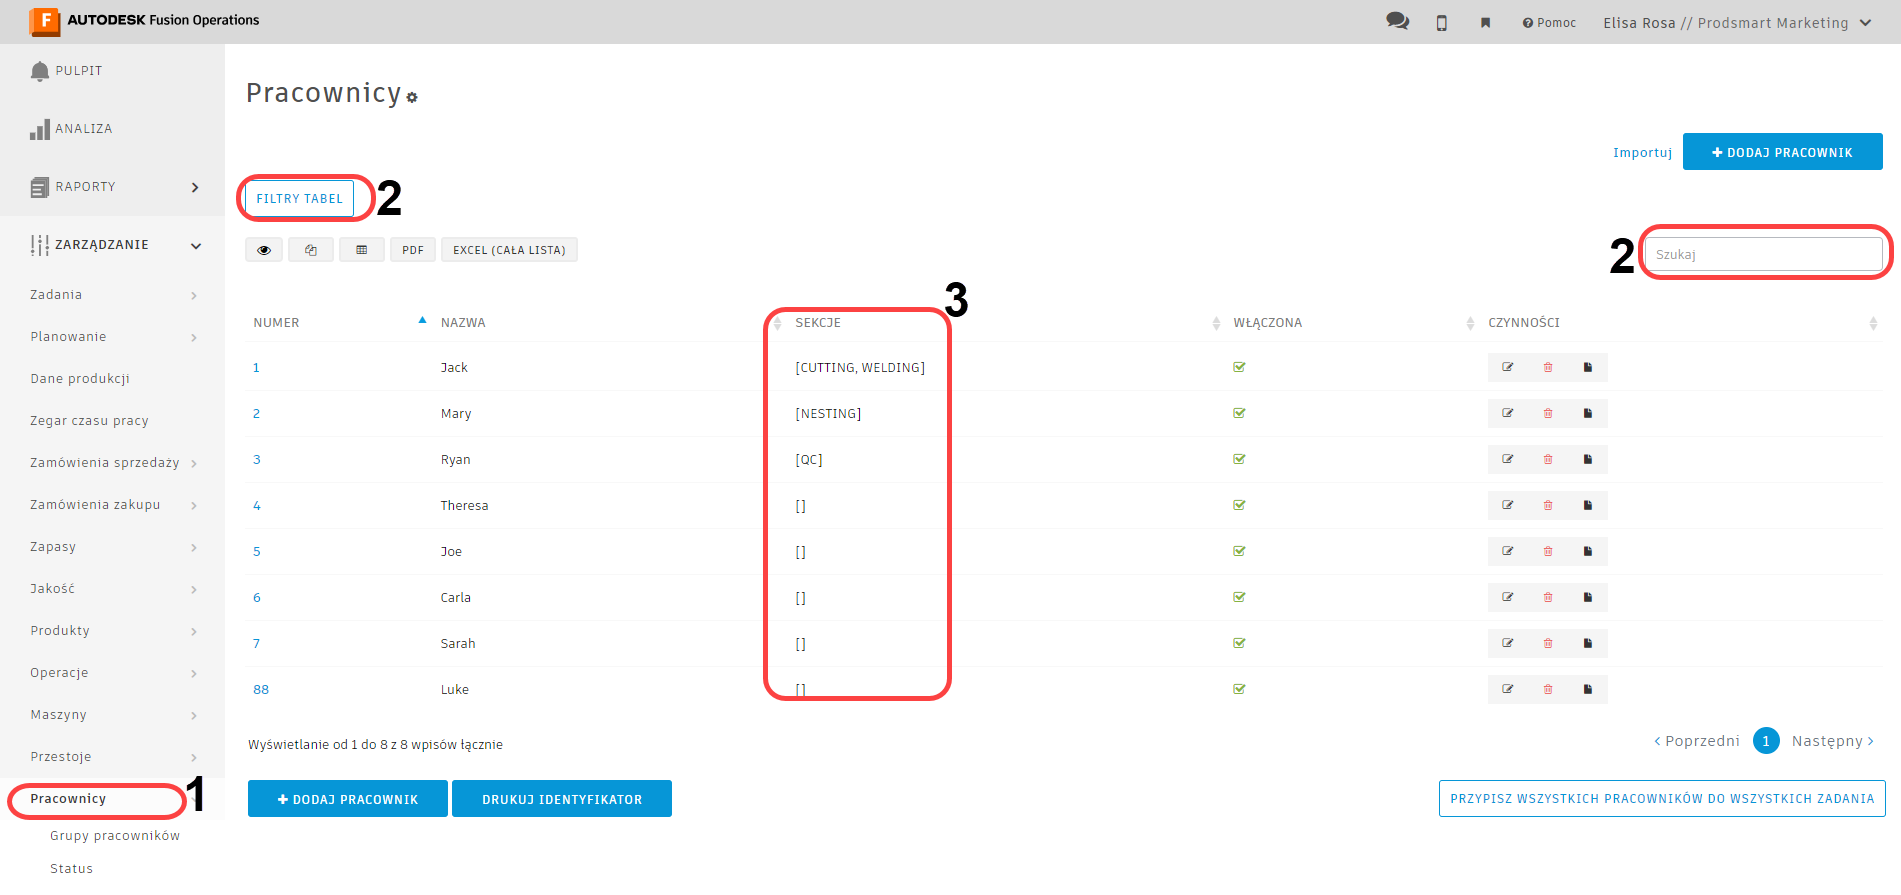 AUTODESK Fusion Operations
Pomoc
Elisa Rosa // Prodsmart Marketing
PULPIT
ANALIZA
RAPORTY
ZARZĄDZANIE
Zadania
Planowanie
Dane produkcji
Zegar czasu pracy
Zamówienia sprzedaży
Zamówienia zakupu
Zapasy
Jakość
Produkty
Operacje
Maszyny
Przestoje
Pracownicy 1
Grupy pracowników
Status
Pracownicy
Importuj
+ DODAJ PRACOWNIK
FILTRY TABEL 2
PDF
EXCEL (CAŁA LISTA)
2 Szukaj
3
NUMER NAZWA SEKCJE WŁĄCZONA CZYNNOŚCI
1 Jack [CUTTING, WELDING]
2 Mary [NESTING]
3 Ryan [QC]
4 Theresa []
5 Joe []
6 Carla []
7 Sarah []
88 Luke []
Wyświetlanie od 1 do 8 z 8 wpisów łącznie
< Poprzedni 1 Następny >
+ DODAJ PRACOWNIK
DRUKUJ IDENTYFIKATOR
PRZYPISZ WSZYSTKICH PRACOWNIKÓW DO WSZYSTKICH ZADANIA